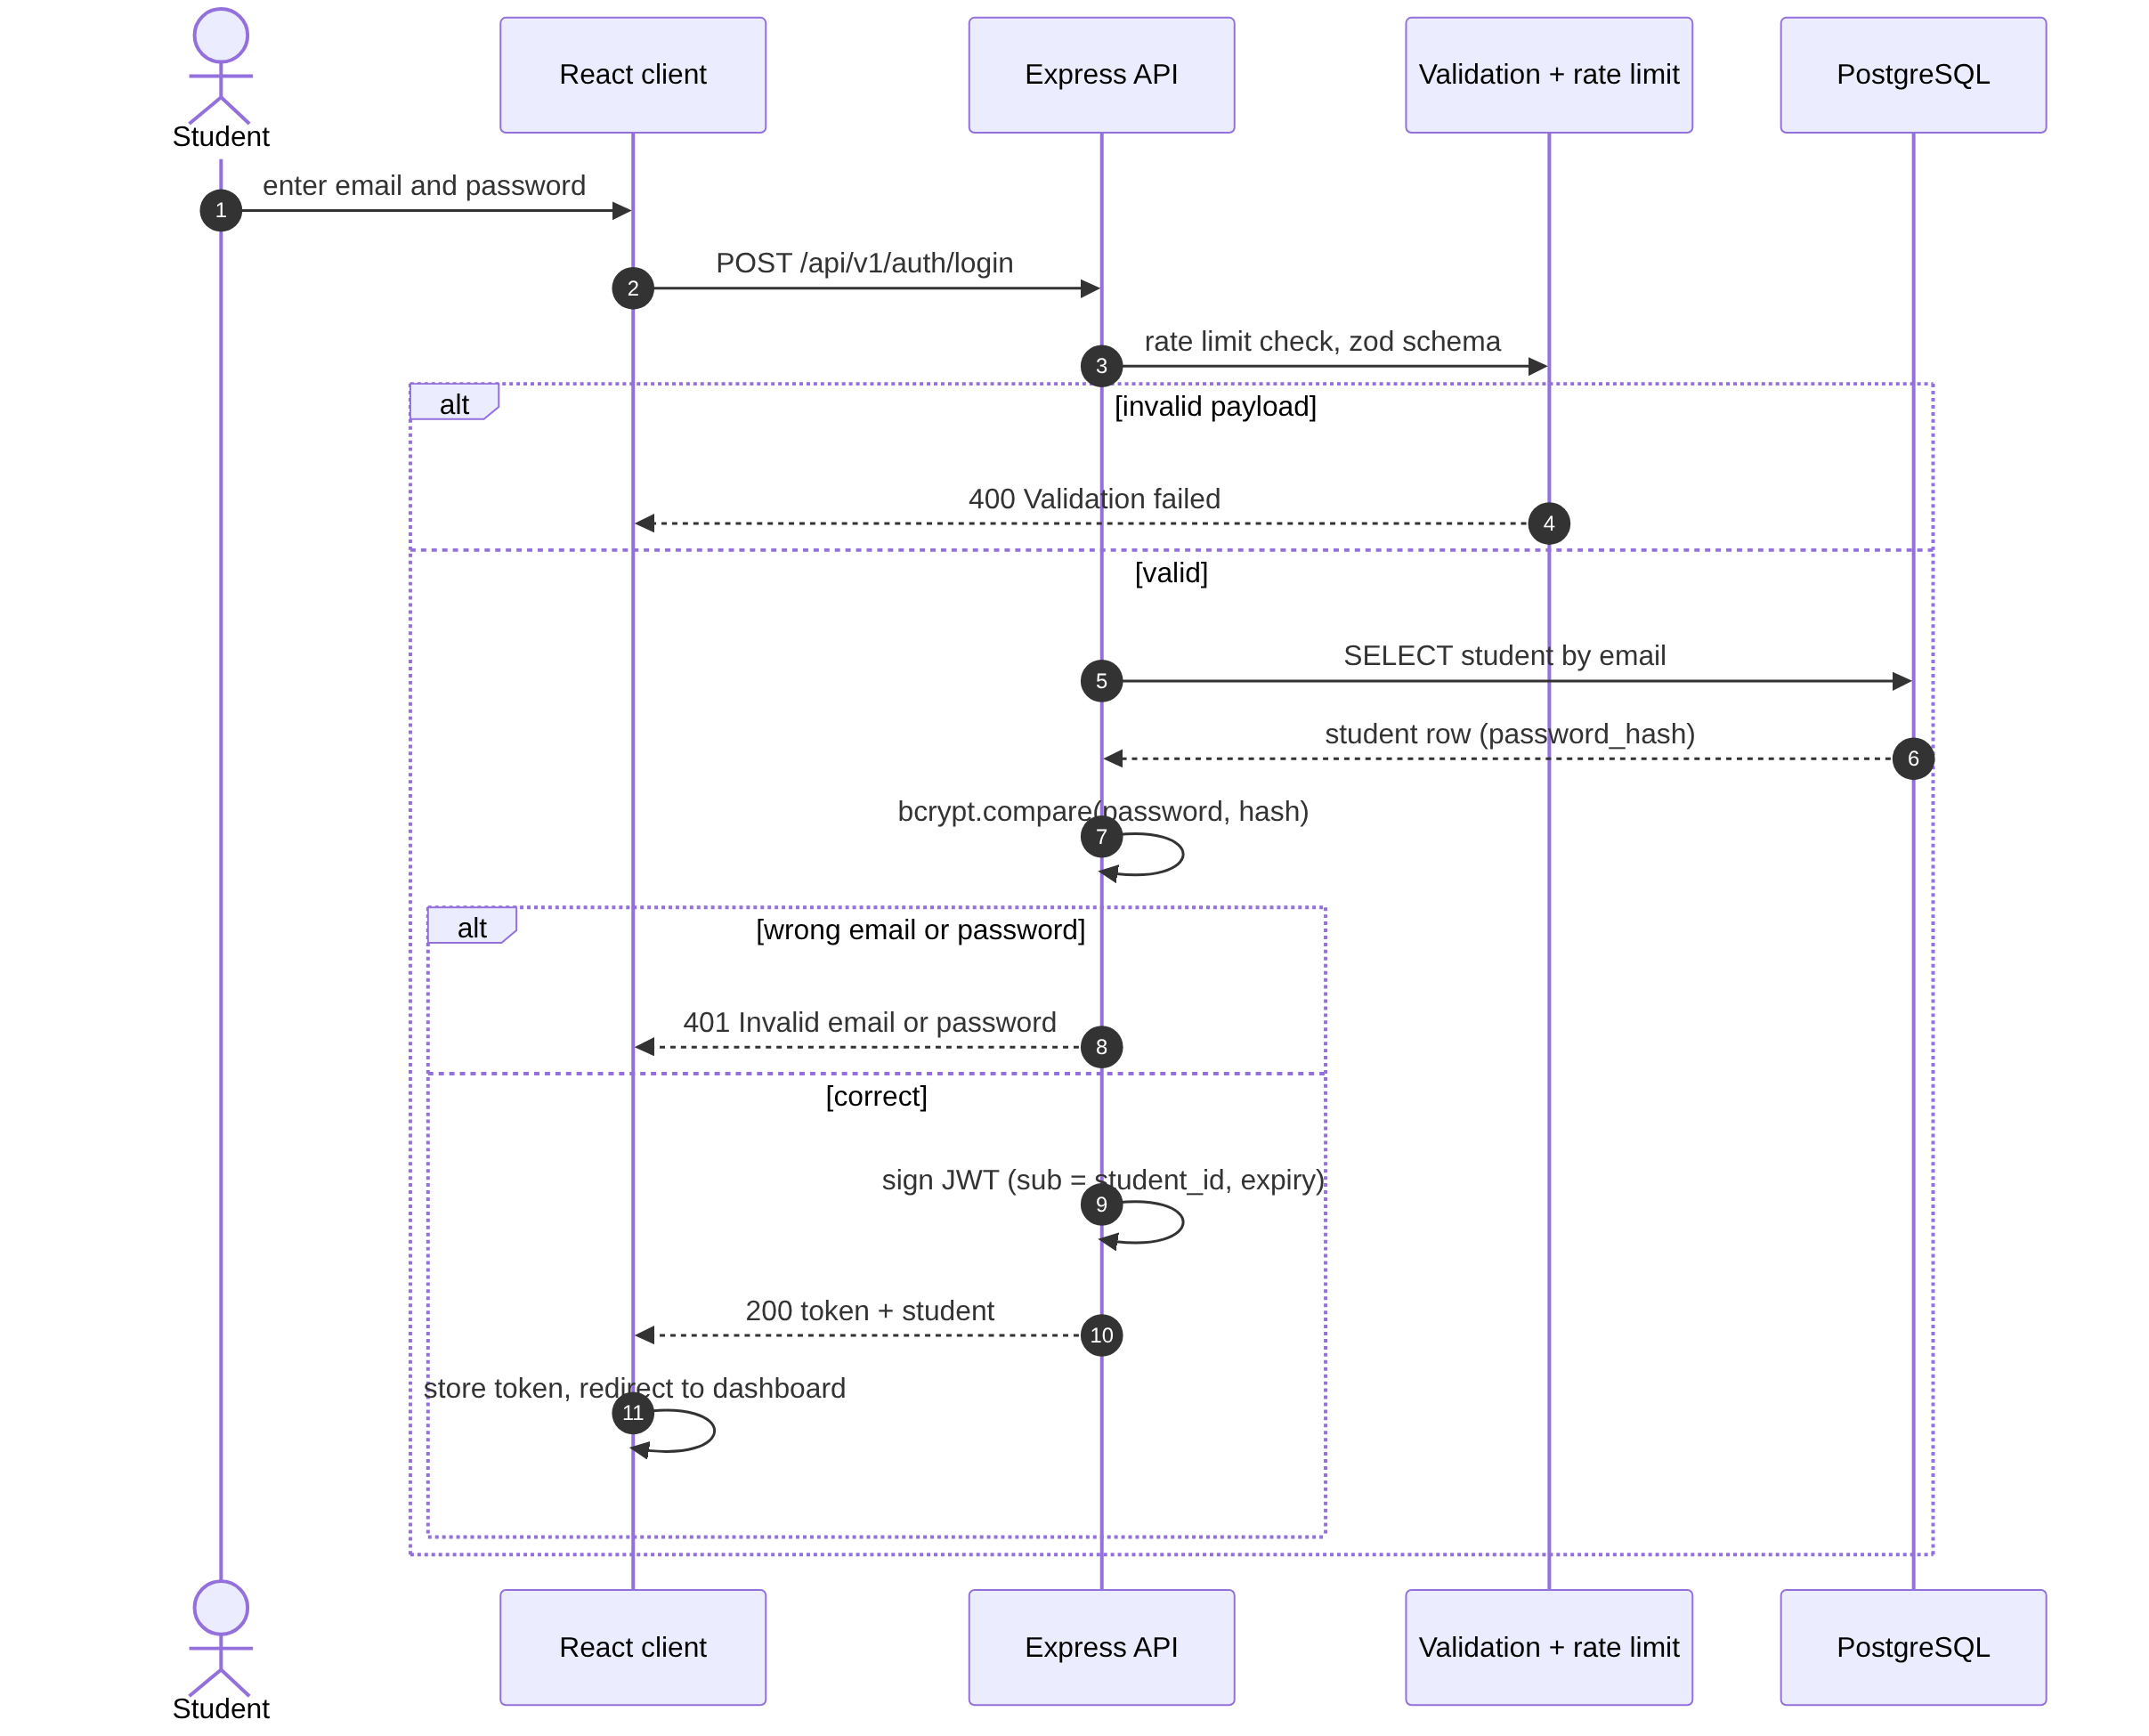 Student
React client
Express API
Validation + rate limit
PostgreSQL
enter email and password
1
POST /api/v1/auth/login
2
rate limit check, zod schema
3
alt
[invalid payload]
400 Validation failed
4
[valid]
SELECT student by email
5
student row (password_hash)
6
bcrypt.compare(password, hash)
7
alt
[wrong email or password]
401 Invalid email or password
8
[correct]
sign JWT (sub = student_id, expiry)
9
200 token + student
10
store token, redirect to dashboard
11
Student
React client
Express API
Validation + rate limit
PostgreSQL